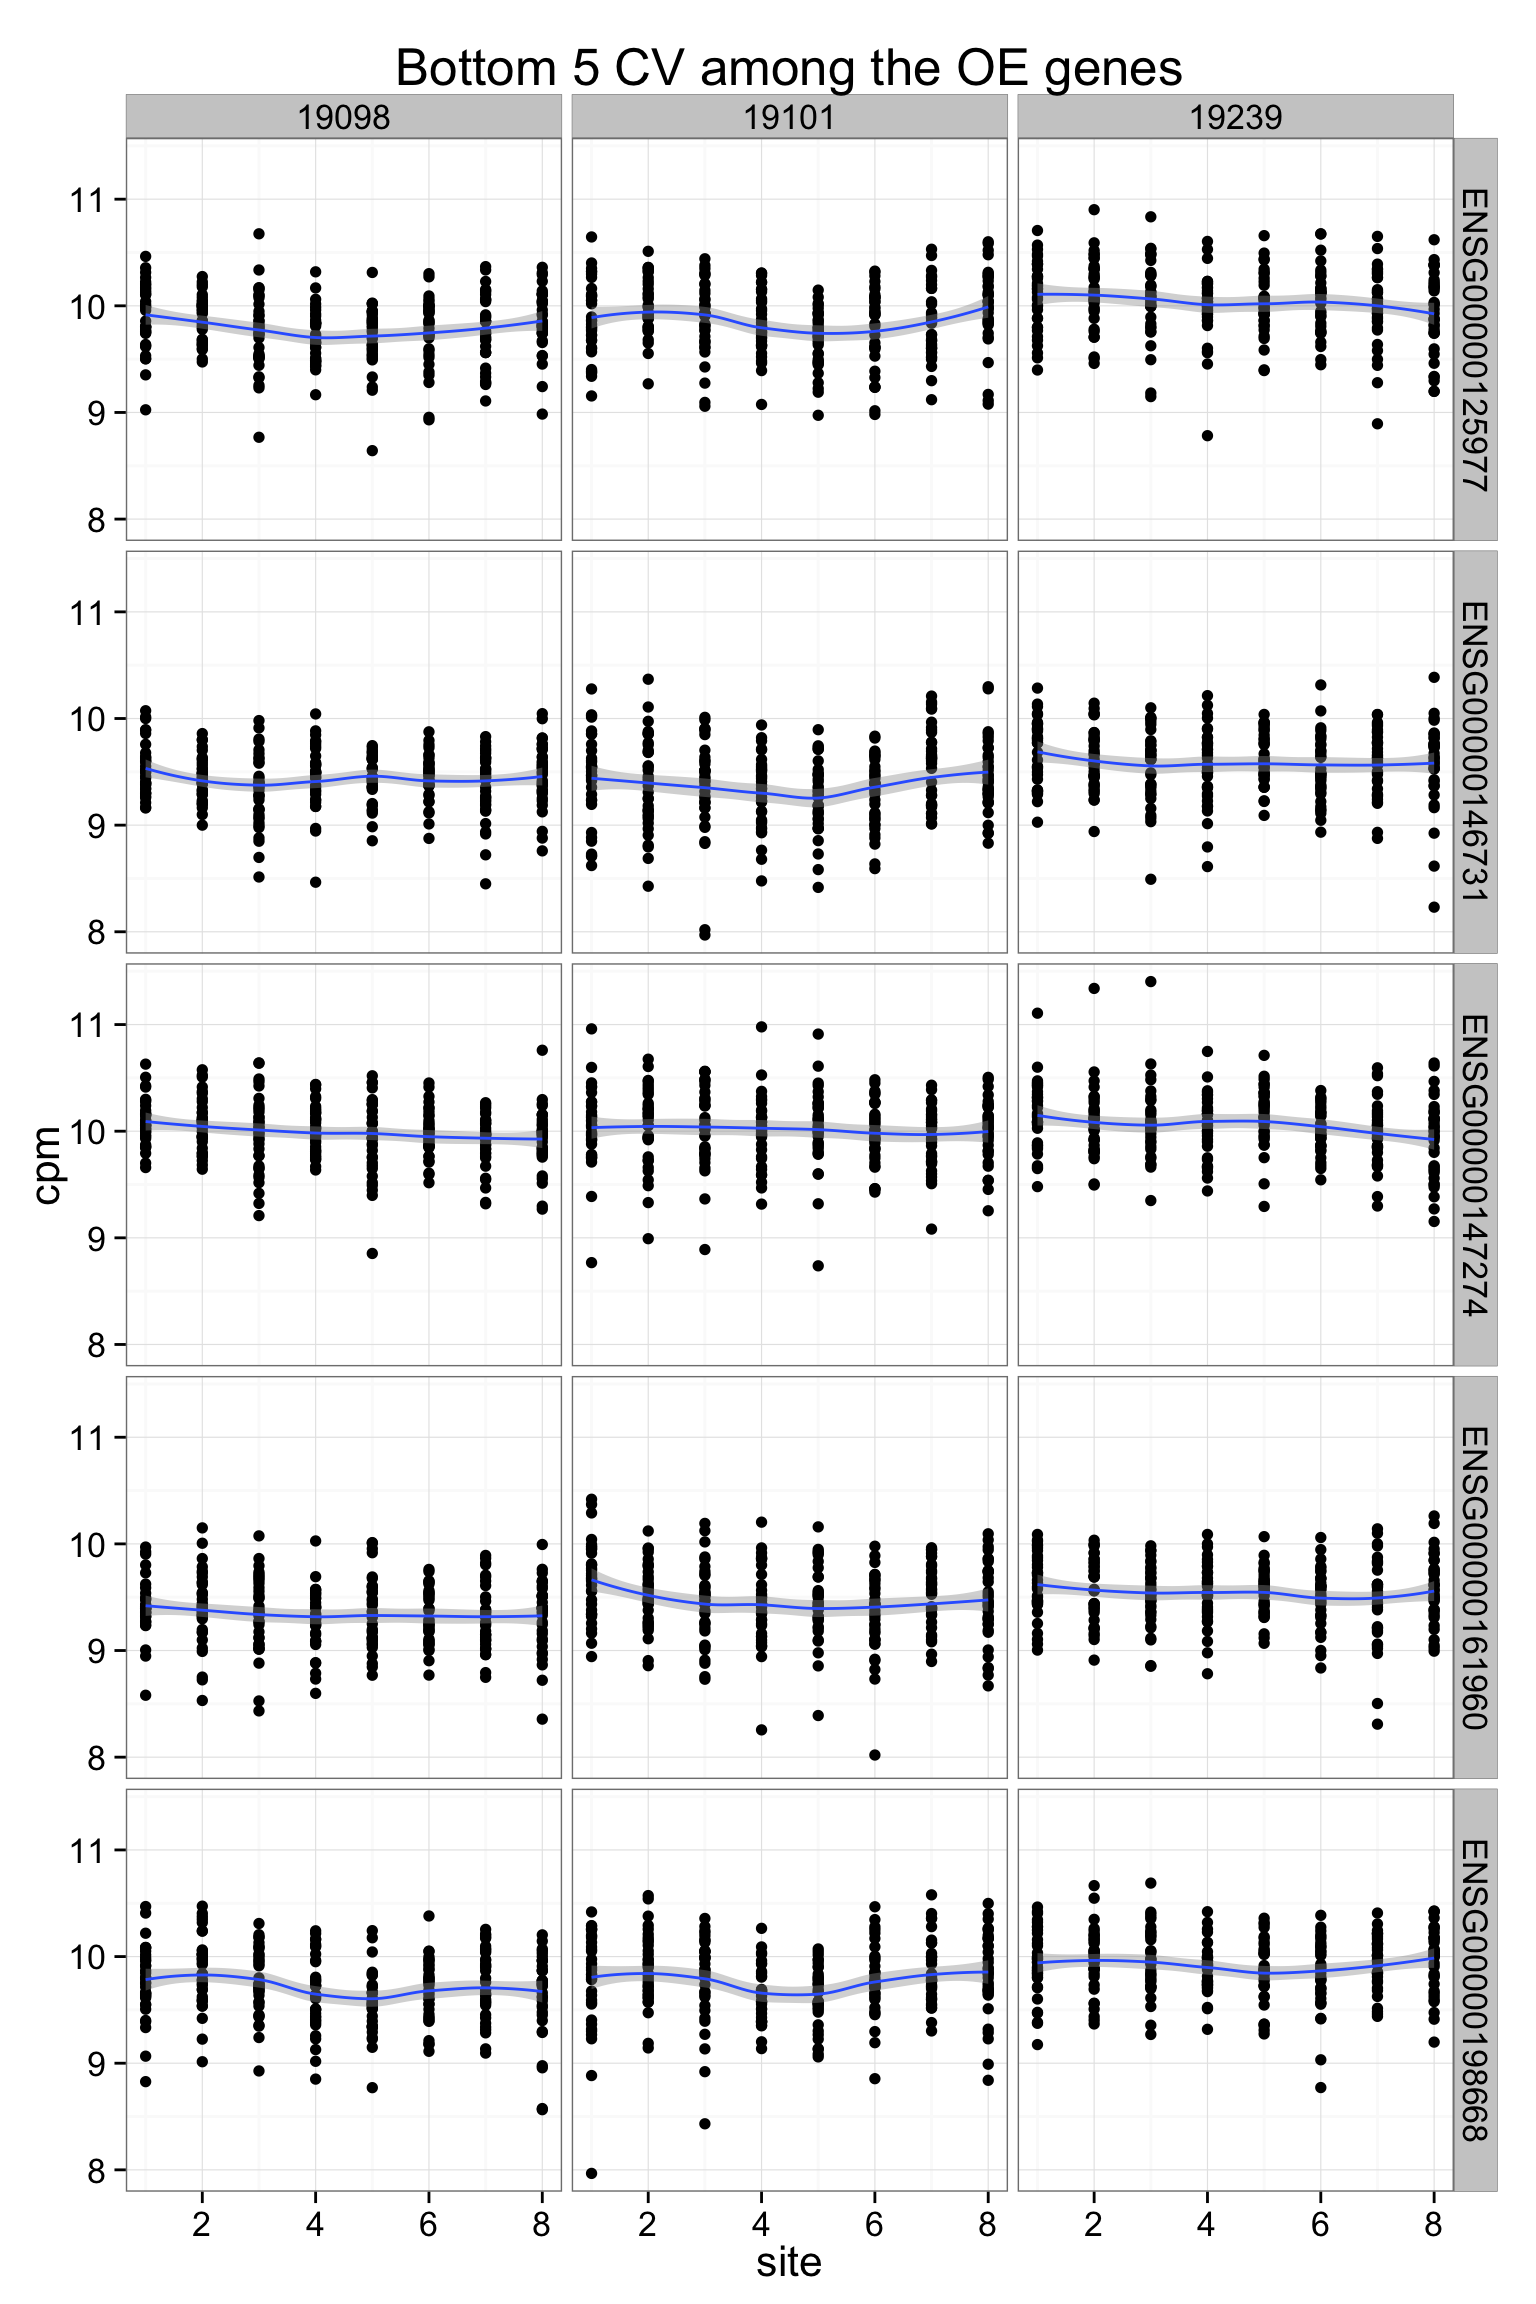 Bottom 5 CV among the OE genes
19098 19101 19239
11
10
9
8
ENSG00000125977
11
10
9
8
ENSG00000146731
11
10
9
8
ENSG00000147274
cpm
11
10
9
8
ENSG00000161960
11
10
9
8
ENSG00000198668
2 4 6 8 2 4 6 8 2 4 6 8
site